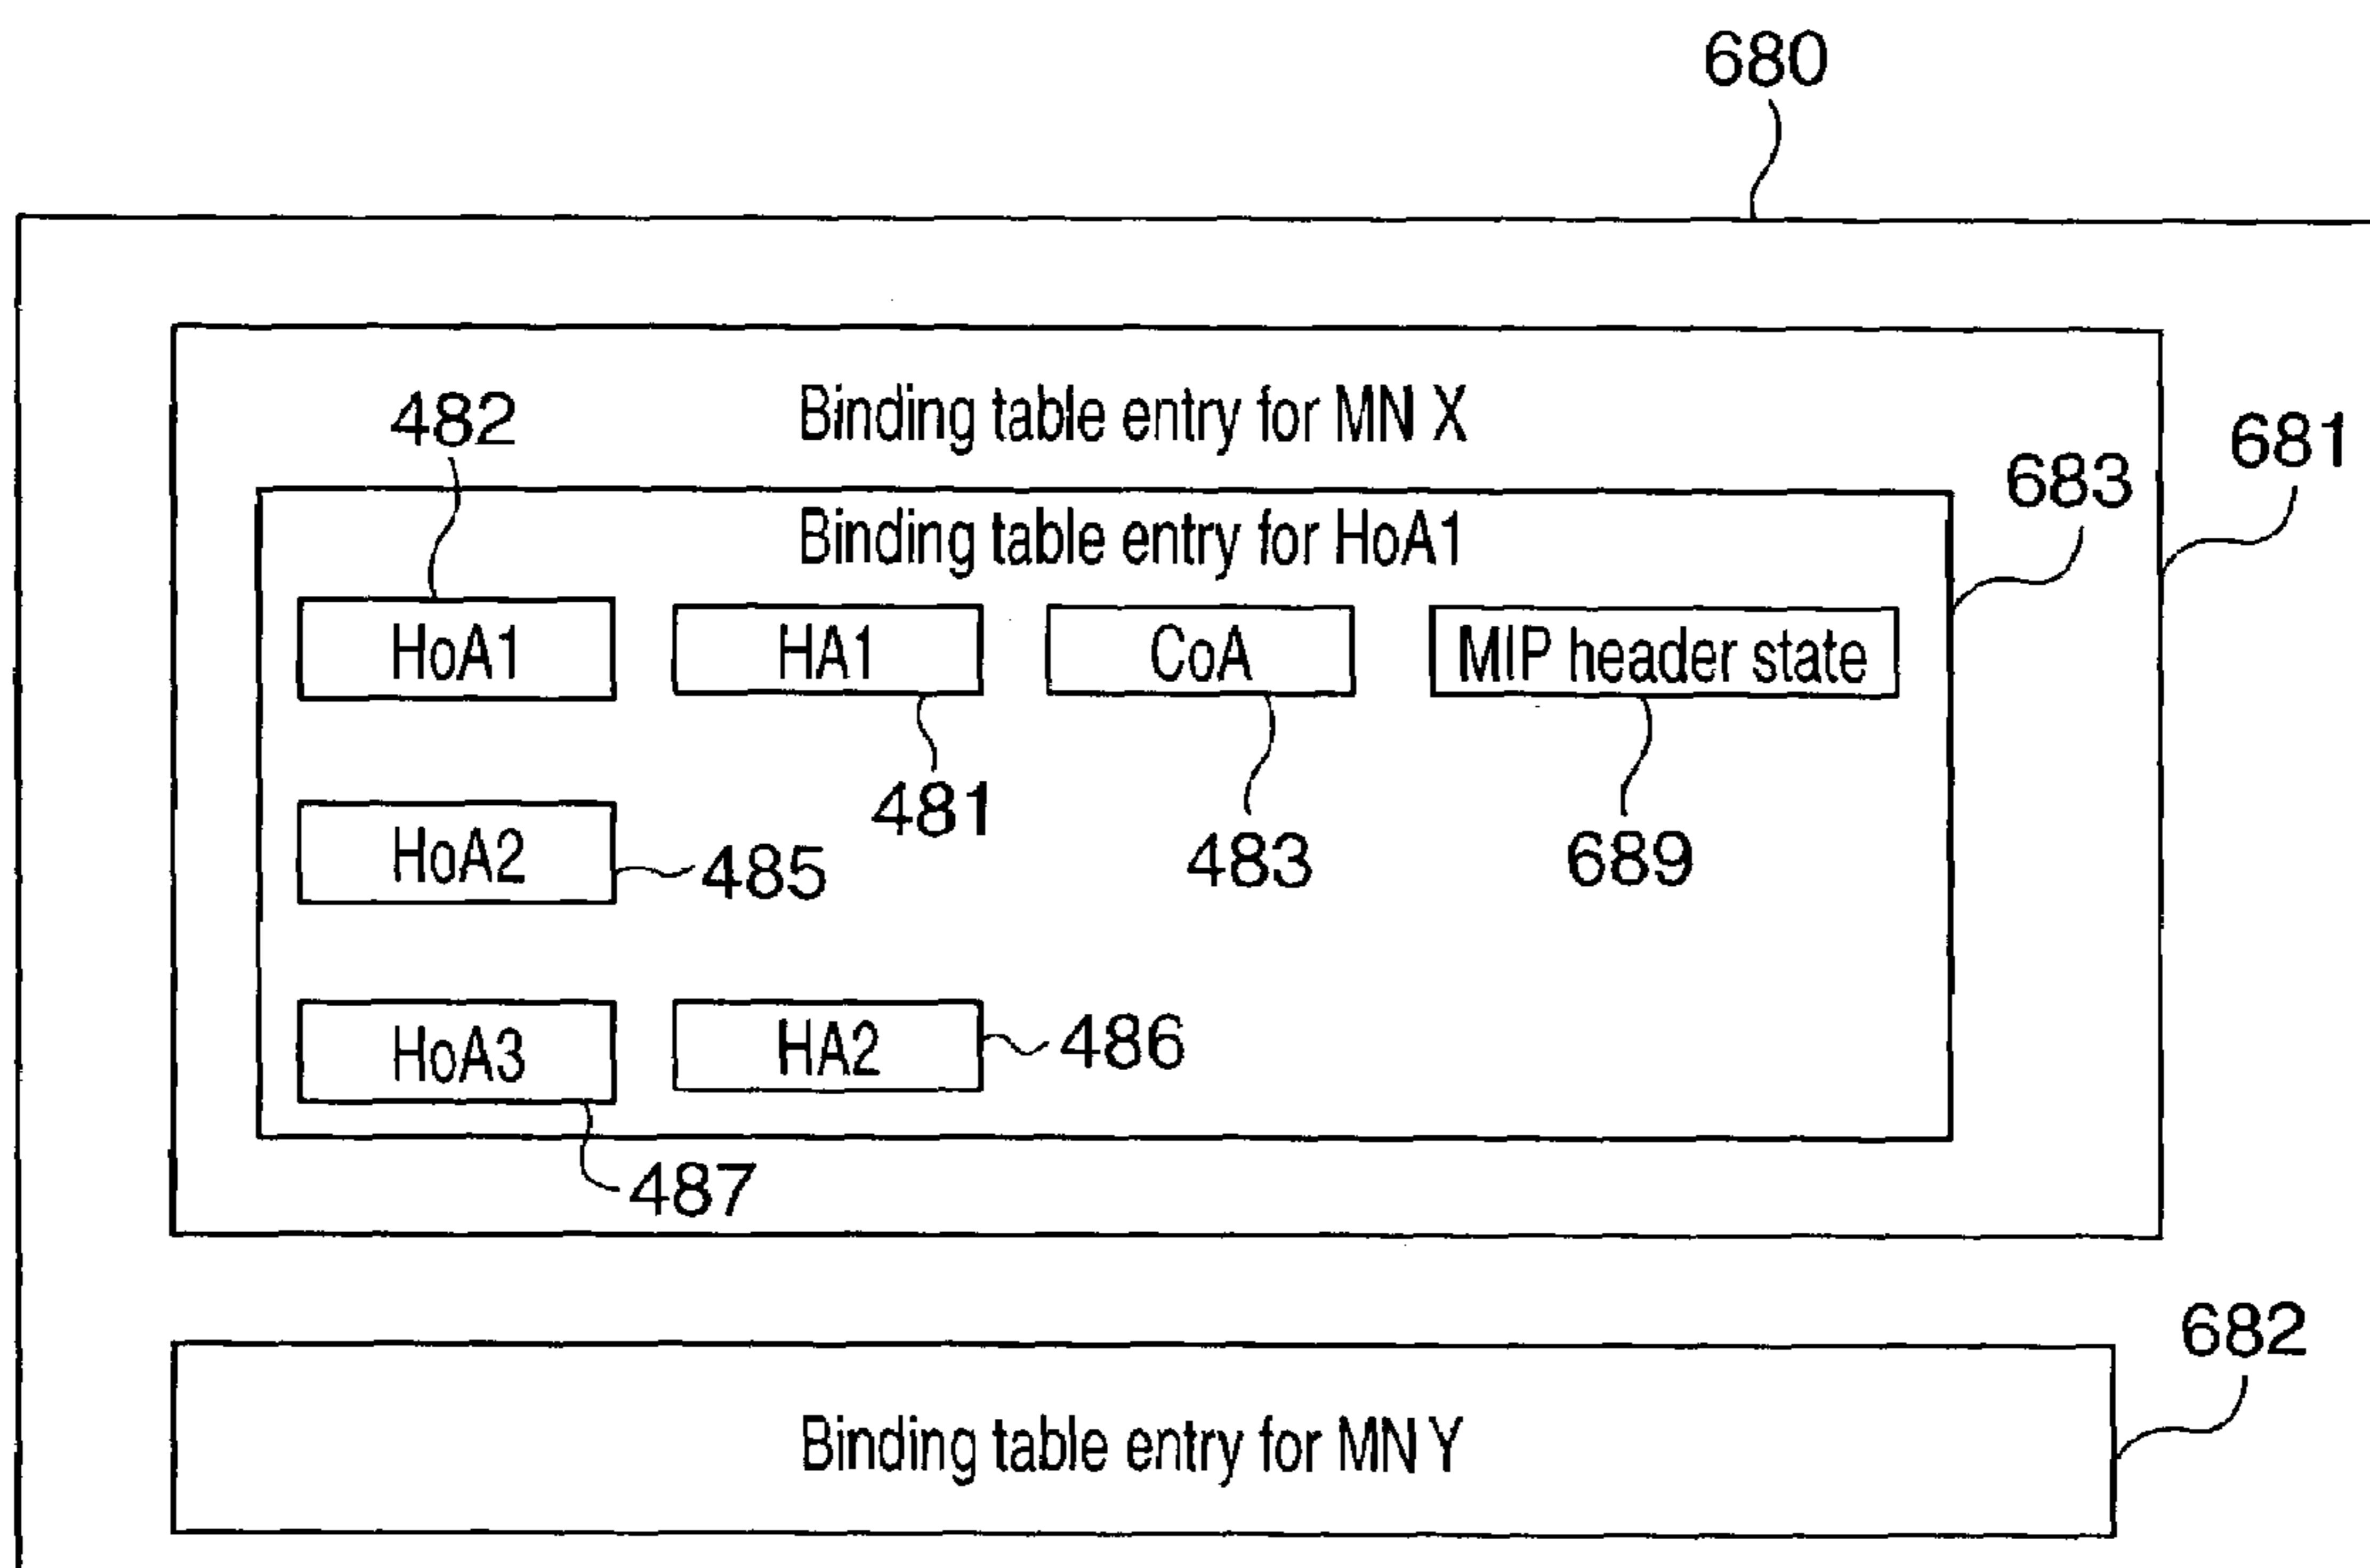 680
Binding table entry for MN X
482
681
683
Binding table entry for HoA1
HoA1
HA1
CoA
MIP header state
481
483
689
HoA2
485
HoA3
HA2
486
487
682
Binding table entry for MN Y